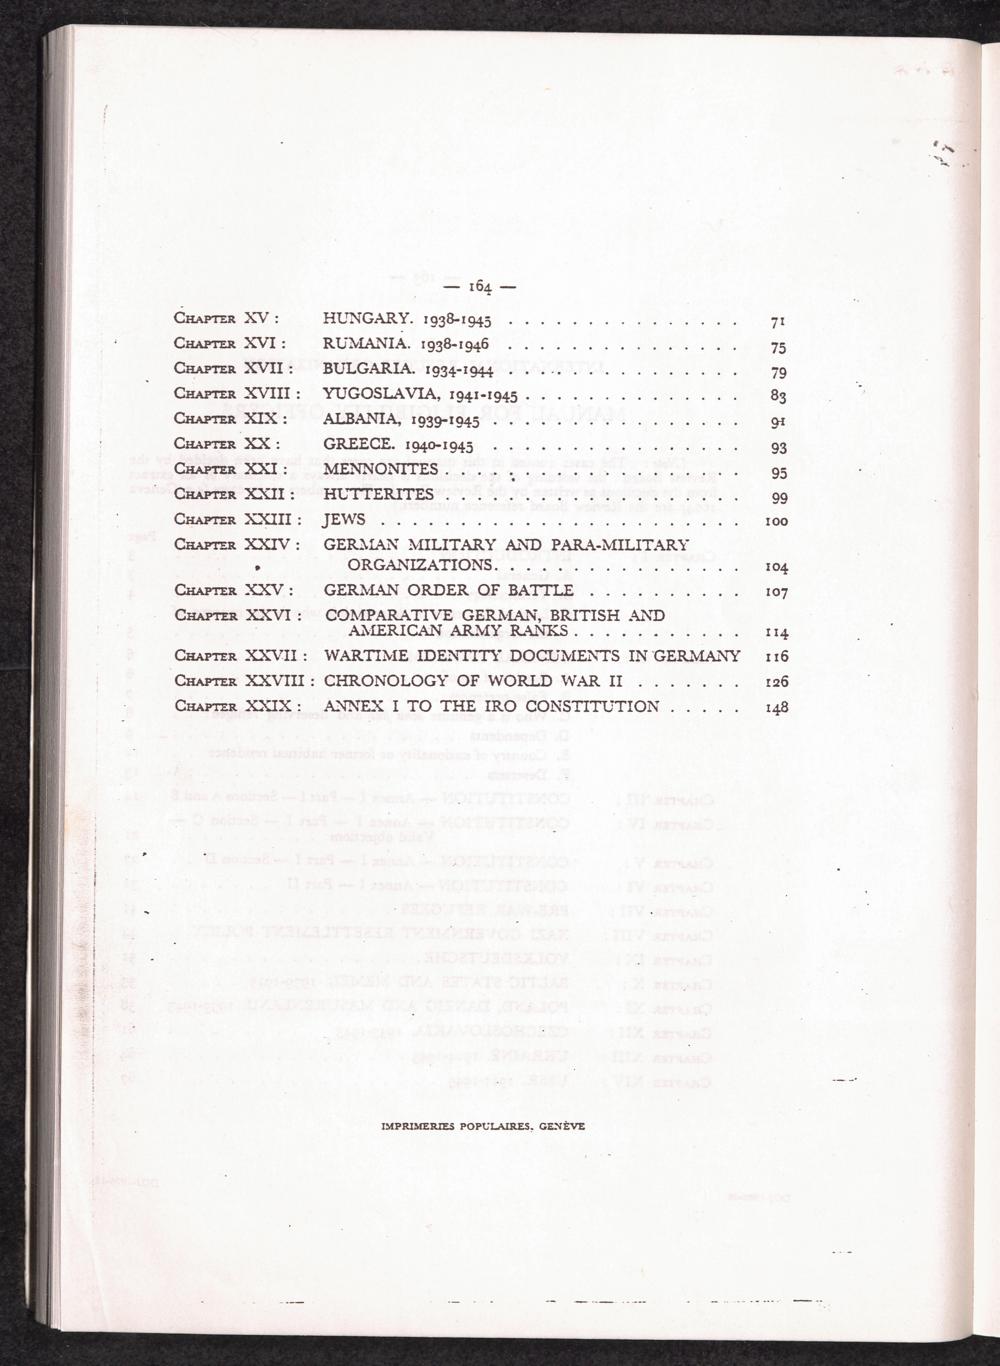 — 164 —
CHAPTER XV : HUNGARY. 1938-1945 . . . . . . . . . . . . . . . 71
CHAPTER XVI : RUMANIA. 1938-1946 . . . . . . . . . . . . . . . 75
CHAPTER XVII : BULGARIA. 1934-1944 . . . . . . . . . . . . . . . 79
CHAPTER XVIII : YUGOSLAVIA, 1941-1945 . . . . . . . . . . . . . . 83
CHAPTER XIX : ALBANIA, 1939-1945 . . . . . . . . . . . . . . . . 91
CHAPTER XX : GREECE. 1940-1945 . . . . . . . . . . . . . . . . 93
CHAPTER XXI : MENNONITES . . . . . . . . . . . . . . . . . . . 95
CHAPTER XXII : HUTTERITES . . . . . . . . . . . . . . . . . . . 99
CHAPTER XXIII : JEWS . . . . . . . . . . . . . . . . . . . . . . 100
CHAPTER XXIV : GERMAN MILITARY AND PARA-MILITARY
ORGANIZATIONS. . . . . . . . . . . . . . . . 104
CHAPTER XXV : GERMAN ORDER OF BATTLE . . . . . . . . . . 107
CHAPTER XXVI : COMPARATIVE GERMAN, BRITISH AND
AMERICAN ARMY RANKS . . . . . . . . . . . 114
CHAPTER XXVII : WARTIME IDENTITY DOCUMENTS IN GERMANY 116
CHAPTER XXVIII : CHRONOLOGY OF WORLD WAR II . . . . . . . 126
CHAPTER XXIX : ANNEX I TO THE IRO CONSTITUTION . . . . . 148
IMPRIMERIES POPULAIRES, GENÈVE